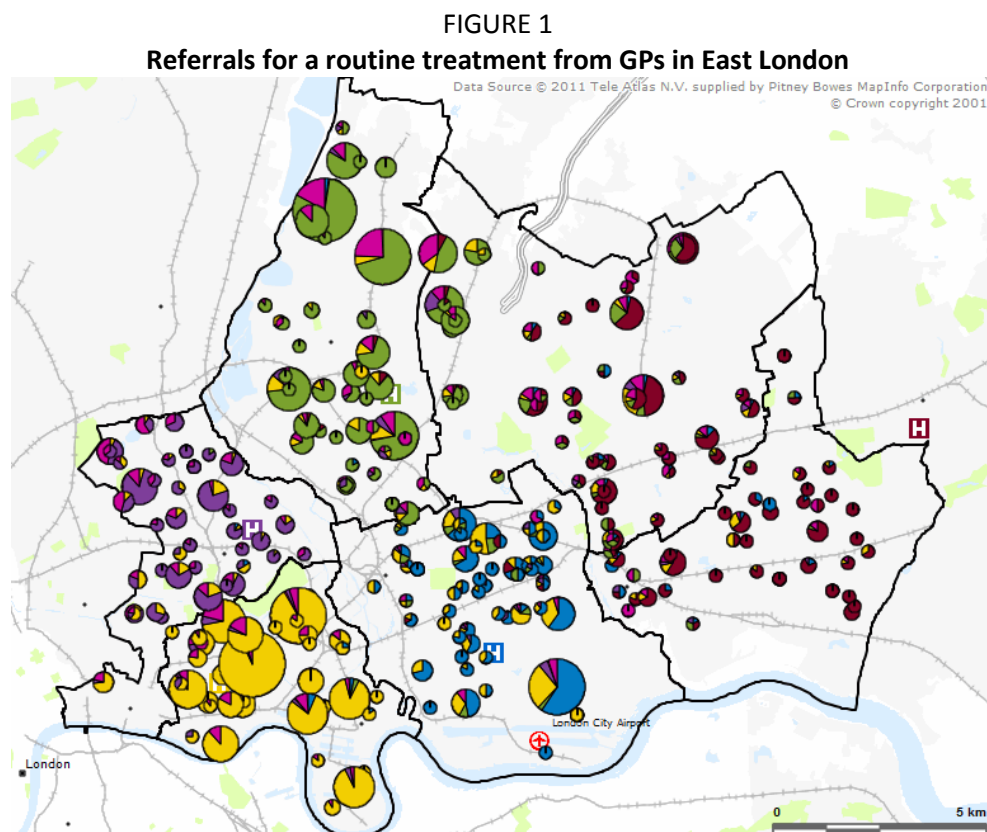 FIGURE 1
Referrals for a routine treatment from GPs in East London
Data Source © 2011 Tele Atlas N.V. supplied by Pitney Bowes MapInfo Corporation
© Crown copyright 2001
H
H
H
H
London City Airport
London
0 5 km